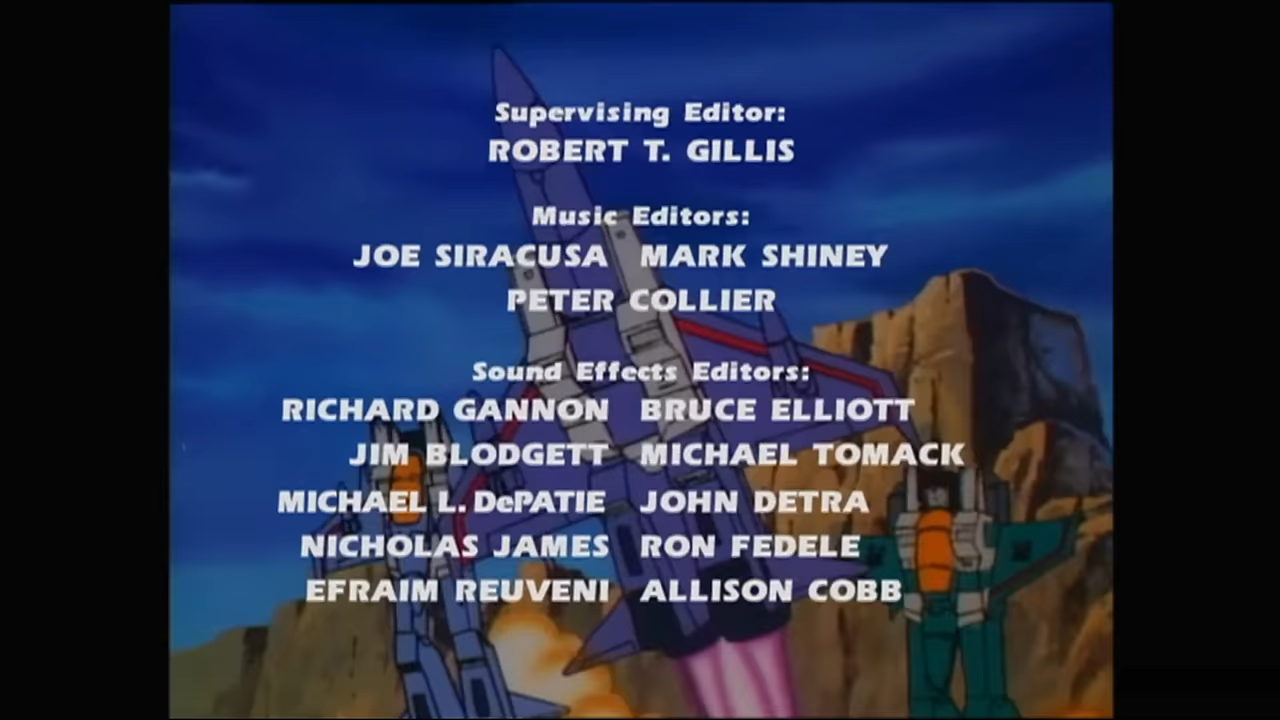 Supervising Editor:
ROBERT T. GILLIS
Music Editors:
JOE SIRACUSA MARK SHINEY
PETER COLLIER
Sound Effects Editors:
RICHARD GANNON BRUCE ELLIOTT
JIM BLODGETT MICHAEL TOMACK
MICHAEL L. DePATIE JOHN DETRA
NICHOLAS JAMES RON FEDELE
EFRAIM REUVENI ALLISON COBB